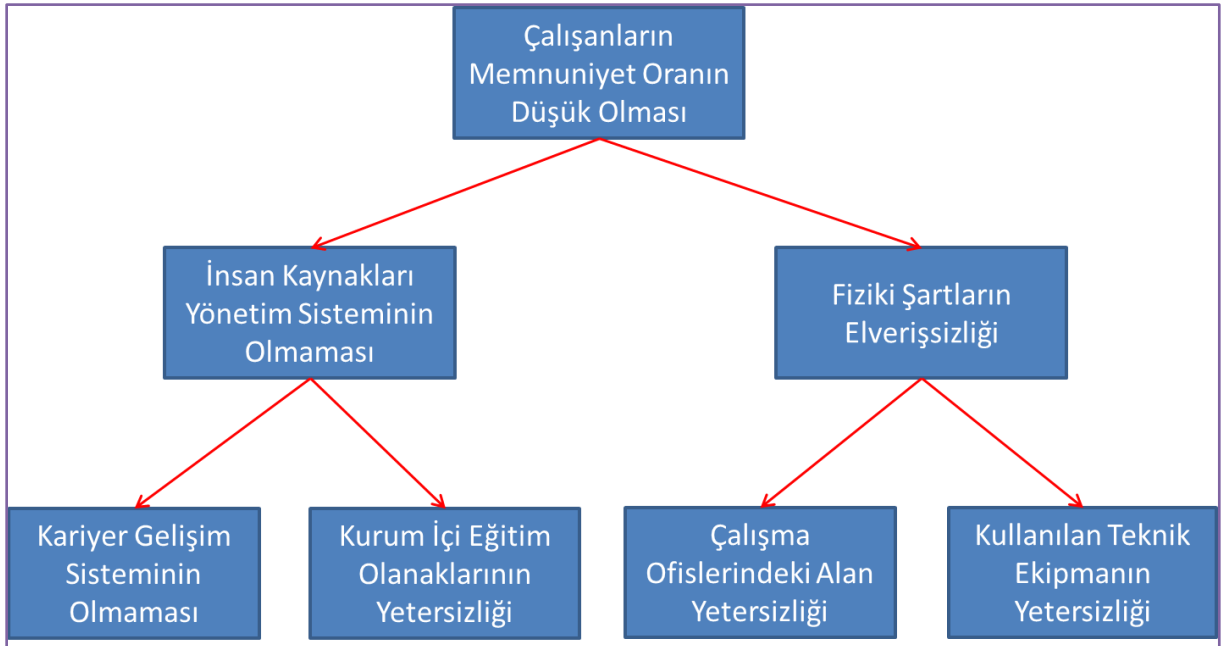 Çalışanların
Memnuniyet Oranın
Düşük Olması
İnsan Kaynakları
Yönetim Sisteminin
Olmaması
Fiziki Şartların
Elverişsizliği
Kariyer Gelişim
Sisteminin
Olmaması
Kurum İçi Eğitim
Olanaklarının
Yetersizliği
Çalışma
Ofislerindeki Alan
Yetersizliği
Kullanılan Teknik
Ekipmanın
Yetersizliği